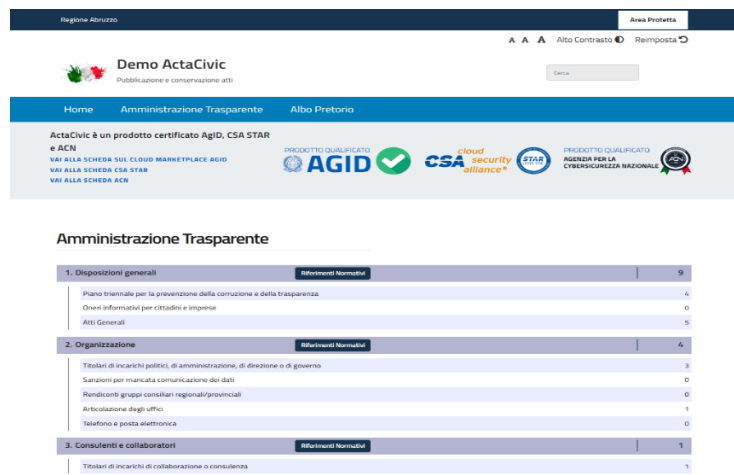 Regione Abruzzo
Area Protetta
A A A Alto Contrasto Reimposta
Demo ActaCivic
Pubblicazione e conservazione atti
Cerca
Home Amministrazione Trasparente Albo Pretorio
ActaCivic è un prodotto certificato AgID, CSA STAR
e ACN
VAI ALLA SCHEDA SUL CLOUD MARKETPLACE AGID
VAI ALLA SCHEDA CSA STAR
VAI ALLA SCHEDA ACN
PRODOTTO QUALIFICATO
AGID
CSA cloud security alliance®
STAR
PRODOTTO QUALIFICATO
AGENZIA PER LA
CYBERSICUREZZA NAZIONALE
ACN
Amministrazione Trasparente
1. Disposizioni generali Riferimenti Normativi 9
Piano triennale per la prevenzione della corruzione e della trasparenza 4
Oneri informativi per cittadini e imprese 0
Atti Generali 5
2. Organizzazione Riferimenti Normativi 4
Titolari di incarichi politici, di amministrazione, di direzione o di governo 3
Sanzioni per mancata comunicazione dei dati 0
Rendiconti gruppi consiliari regionali/provinciali 0
Articolazione degli uffici 1
Telefono e posta elettronica 0
3. Consulenti e collaboratori Riferimenti Normativi 1
Titolari di incarichi di collaborazione o consulenza 1